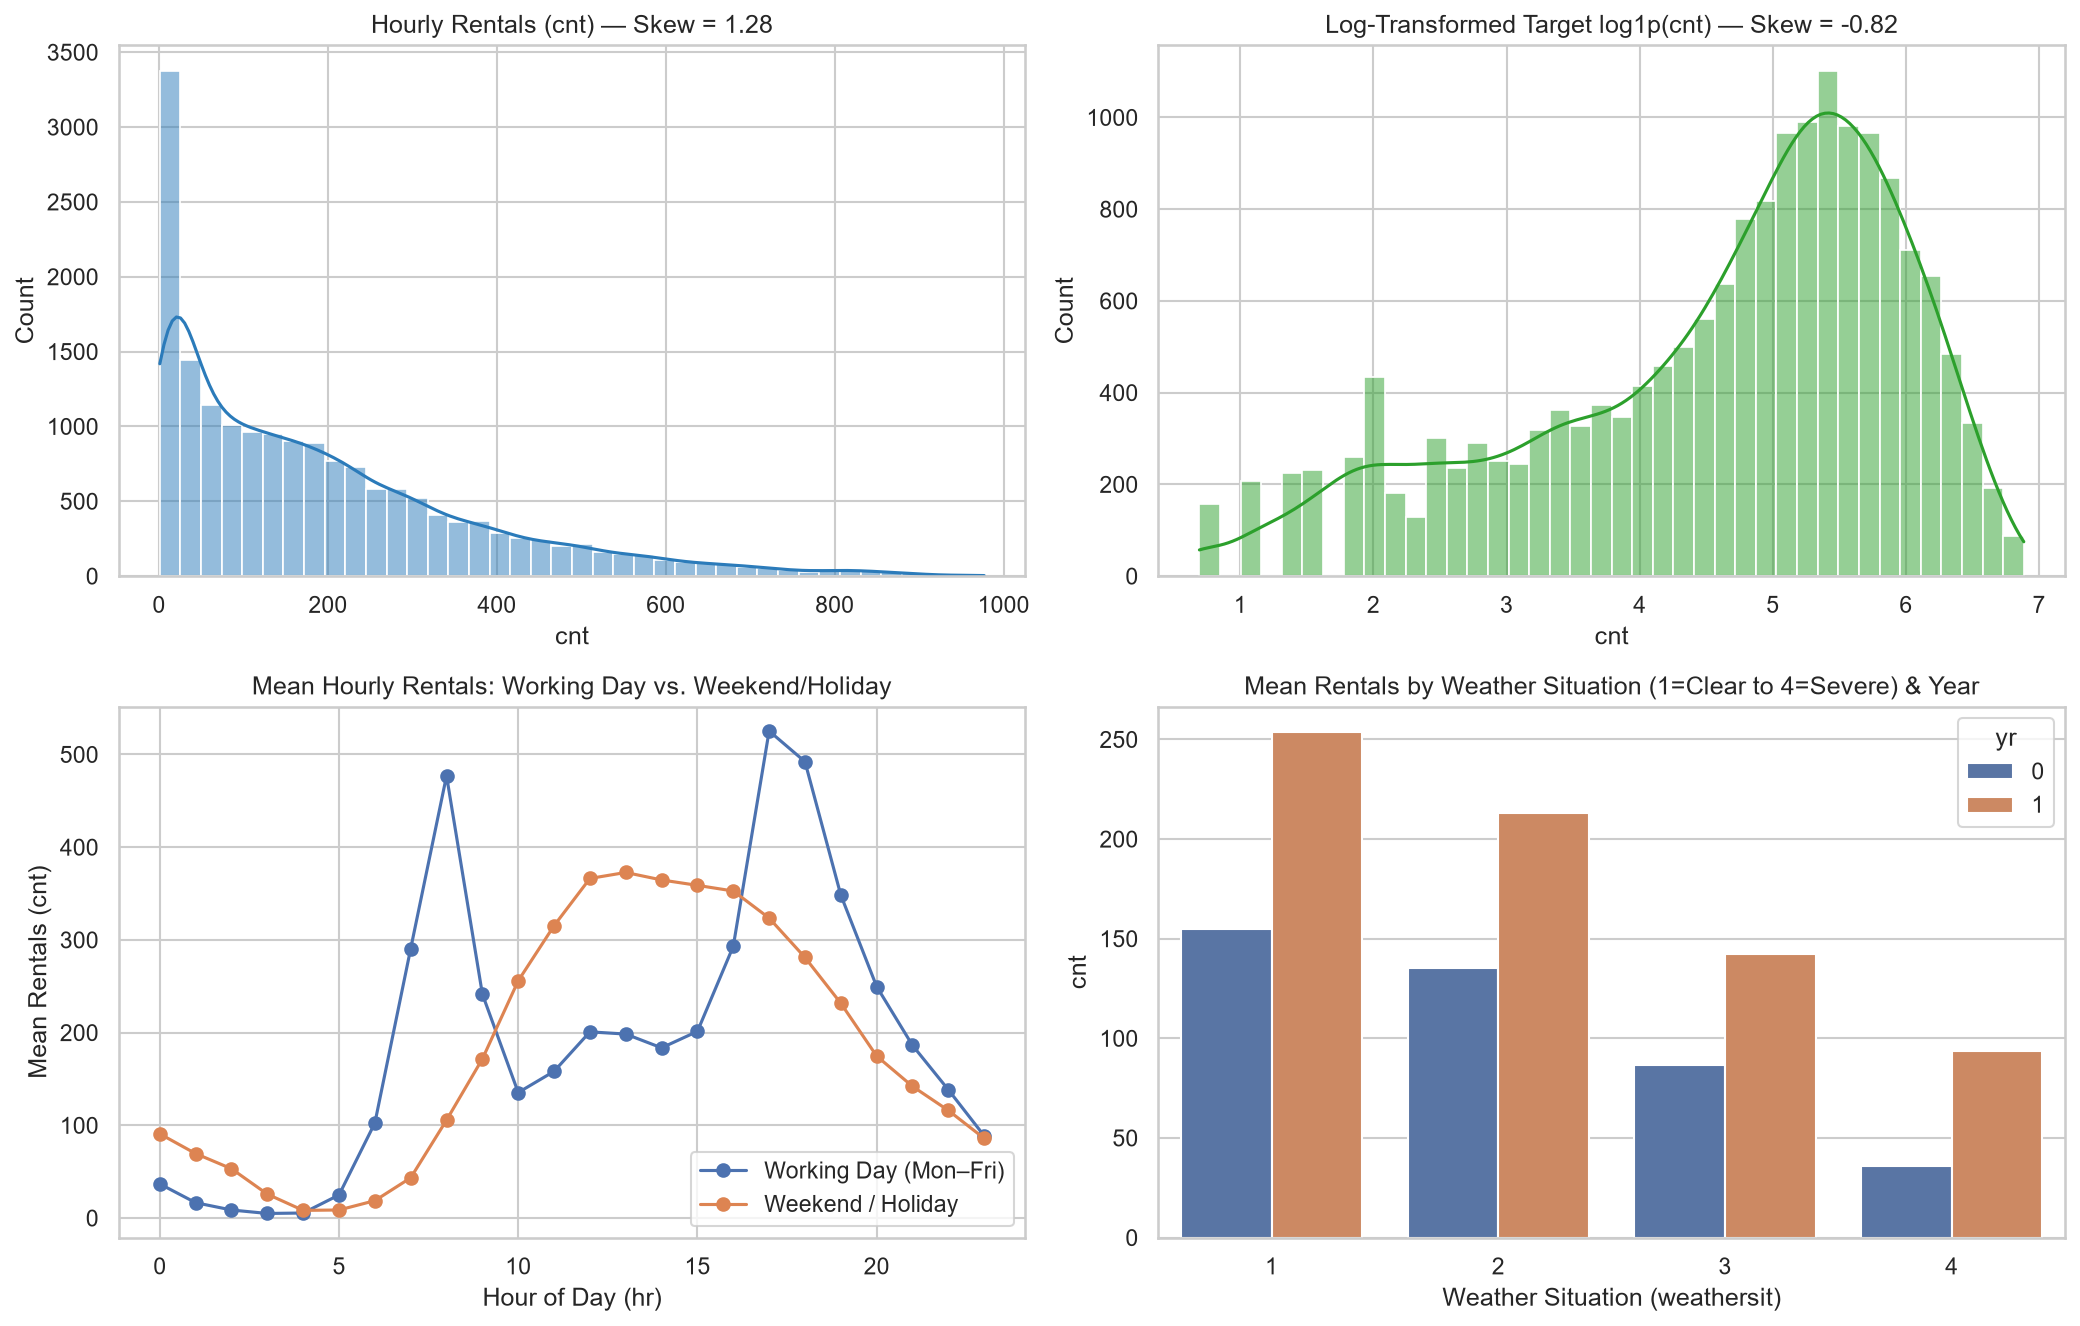 Hourly Rentals (cnt) — Skew = 1.28
3500
3000
2500
2000
1500
1000
500
0
Count
0 200 400 600 800 1000
cnt
Log-Transformed Target log1p(cnt) — Skew = -0.82
1000
800
600
400
200
0
Count
1 2 3 4 5 6 7
cnt
Mean Hourly Rentals: Working Day vs. Weekend/Holiday
500
400
300
200
100
0
Mean Rentals (cnt)
Working Day (Mon–Fri)
Weekend / Holiday
0 5 10 15 20
Hour of Day (hr)
Mean Rentals by Weather Situation (1=Clear to 4=Severe) & Year
250
200
150
100
50
0
cnt
yr
0
1
1 2 3 4
Weather Situation (weathersit)